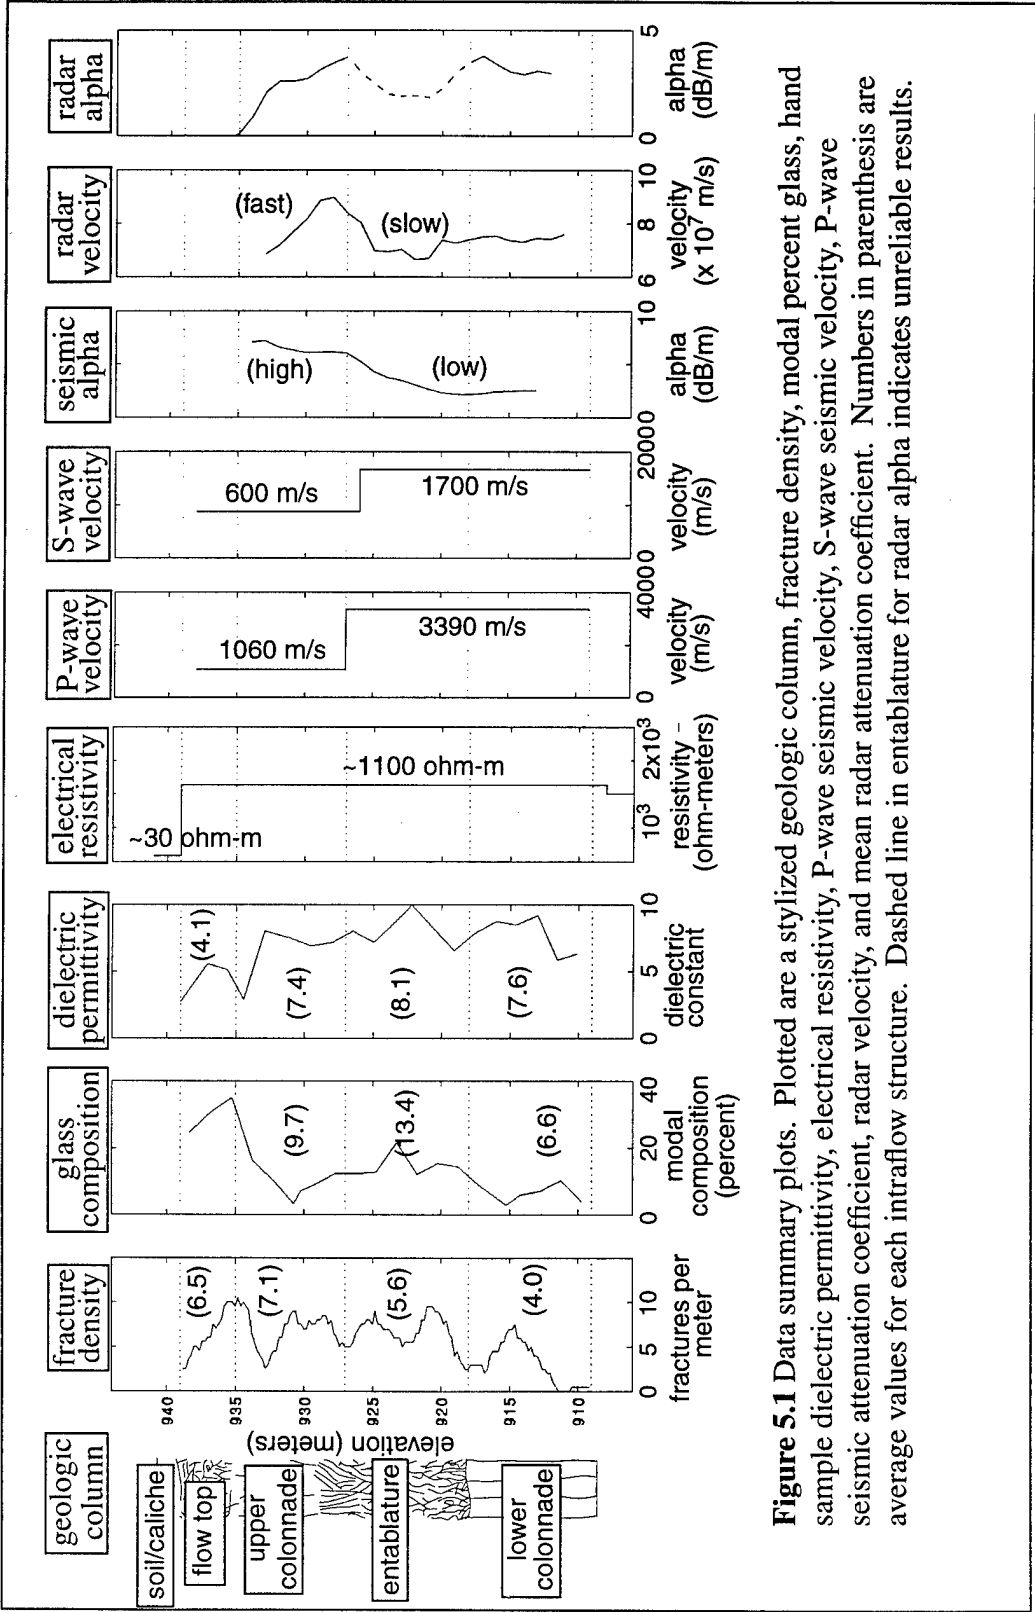 geologic
column
soil/caliche
flow top
upper
colonnade
entablature
lower
colonnade
elevation (meters)
940
935
930
925
920
915
910
fracture
density
(6.5)
(7.1)
(5.6)
(4.0)
0
5
10
fractures per
meter
glass
composition
(9.7)
(13.4)
(6.6)
0
20
40
modal
composition
(percent)
dielectric
permittivity
(4.1)
(7.4)
(8.1)
(7.6)
0
5
10
dielectric
constant
electrical
resistivity
~30 ohm-m
~1100 ohm-m
10³
2x10³
resistivity -
(ohm-meters)
P-wave
velocity
1060 m/s
3390 m/s
0
40000
velocity
(m/s)
S-wave
velocity
600 m/s
1700 m/s
0
20000
velocity
(m/s)
seismic
alpha
(high)
(low)
0
10
alpha
(dB/m)
radar
velocity
(fast)
(slow)
6
8
10
velocity
(x 10⁷ m/s)
radar
alpha
0
5
alpha
(dB/m)
Figure 5.1 Data summary plots. Plotted are a stylized geologic column, fracture density, modal percent glass, hand
sample dielectric permittivity, electrical resistivity, P-wave seismic velocity, S-wave seismic velocity, P-wave
seismic attenuation coefficient, radar velocity, and mean radar attenuation coefficient. Numbers in parenthesis are
average values for each intraflow structure. Dashed line in entablature for radar alpha indicates unreliable results.